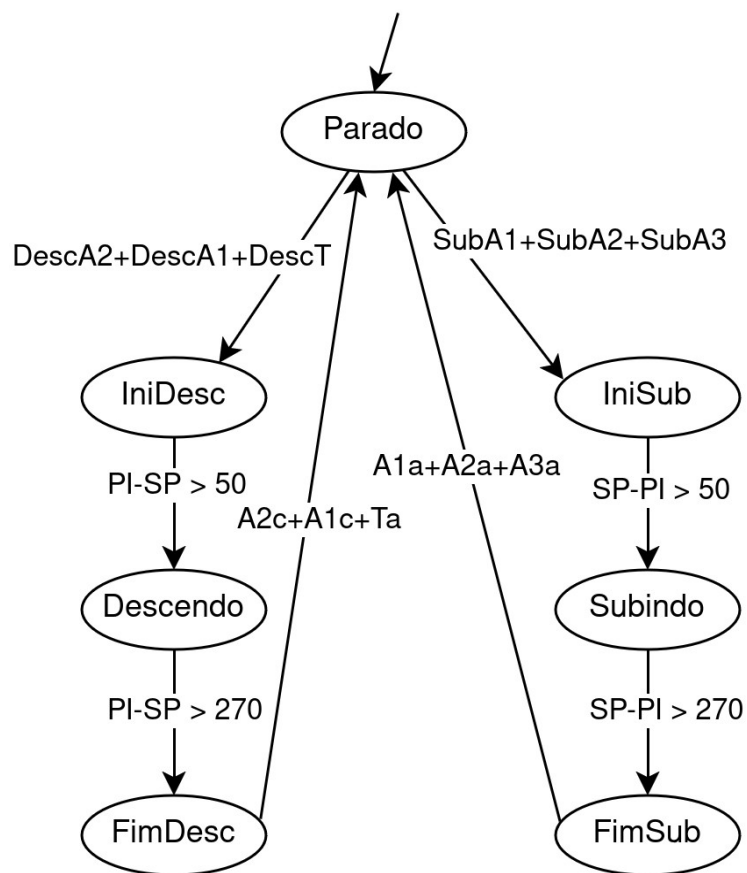 Parado
DescA2+DescA1+DescT
SubA1+SubA2+SubA3
IniDesc
IniSub
PI-SP > 50
A2c+A1c+Ta
A1a+A2a+A3a
SP-PI > 50
Descendo
Subindo
PI-SP > 270
SP-PI > 270
FimDesc
FimSub